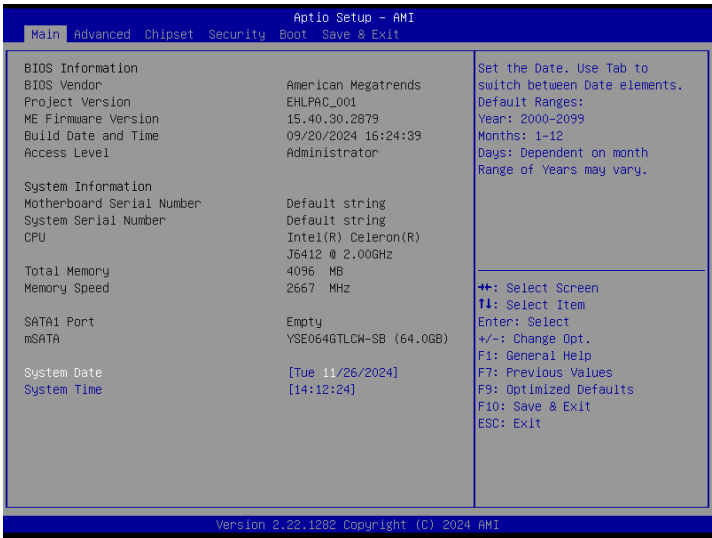 Aptio Setup – AMI
Main Advanced Chipset Security Boot Save & Exit
BIOS Information
BIOS Vendor American Megatrends
Project Version EHLPAC_001
ME Firmware Version 15.40.30.2879
Build Date and Time 09/20/2024 16:24:39
Access Level Administrator
System Information
Motherboard Serial Number Default string
System Serial Number Default string
CPU Intel(R) Celeron(R)
J6412 @ 2.00GHz
Total Memory 4096 MB
Memory Speed 2667 MHz
SATA1 Port Empty
mSATA YSE064GTLCW-SB (64.0GB)
System Date [Tue 11/26/2024]
System Time [14:12:24]
Set the Date. Use Tab to
switch between Date elements.
Default Ranges:
Year: 2000-2099
Months: 1-12
Days: Dependent on month
Range of Years may vary.
→←: Select Screen
↑↓: Select Item
Enter: Select
+/-: Change Opt.
F1: General Help
F7: Previous Values
F9: Optimized Defaults
F10: Save & Exit
ESC: Exit
Version 2.22.1282 Copyright (C) 2024 AMI